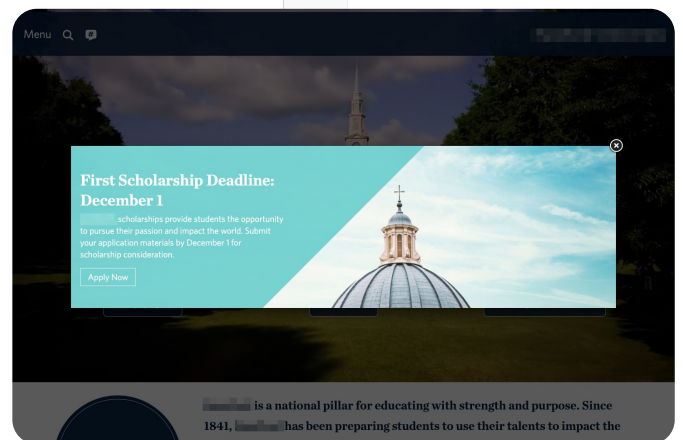 Menu
First Scholarship Deadline:
December 1
scholarships provide students the opportunity
to pursue their passion and impact the world. Submit
your application materials by December 1 for
scholarship consideration.
Apply Now
is a national pillar for educating with strength and purpose. Since
1841, has been preparing students to use their talents to impact the